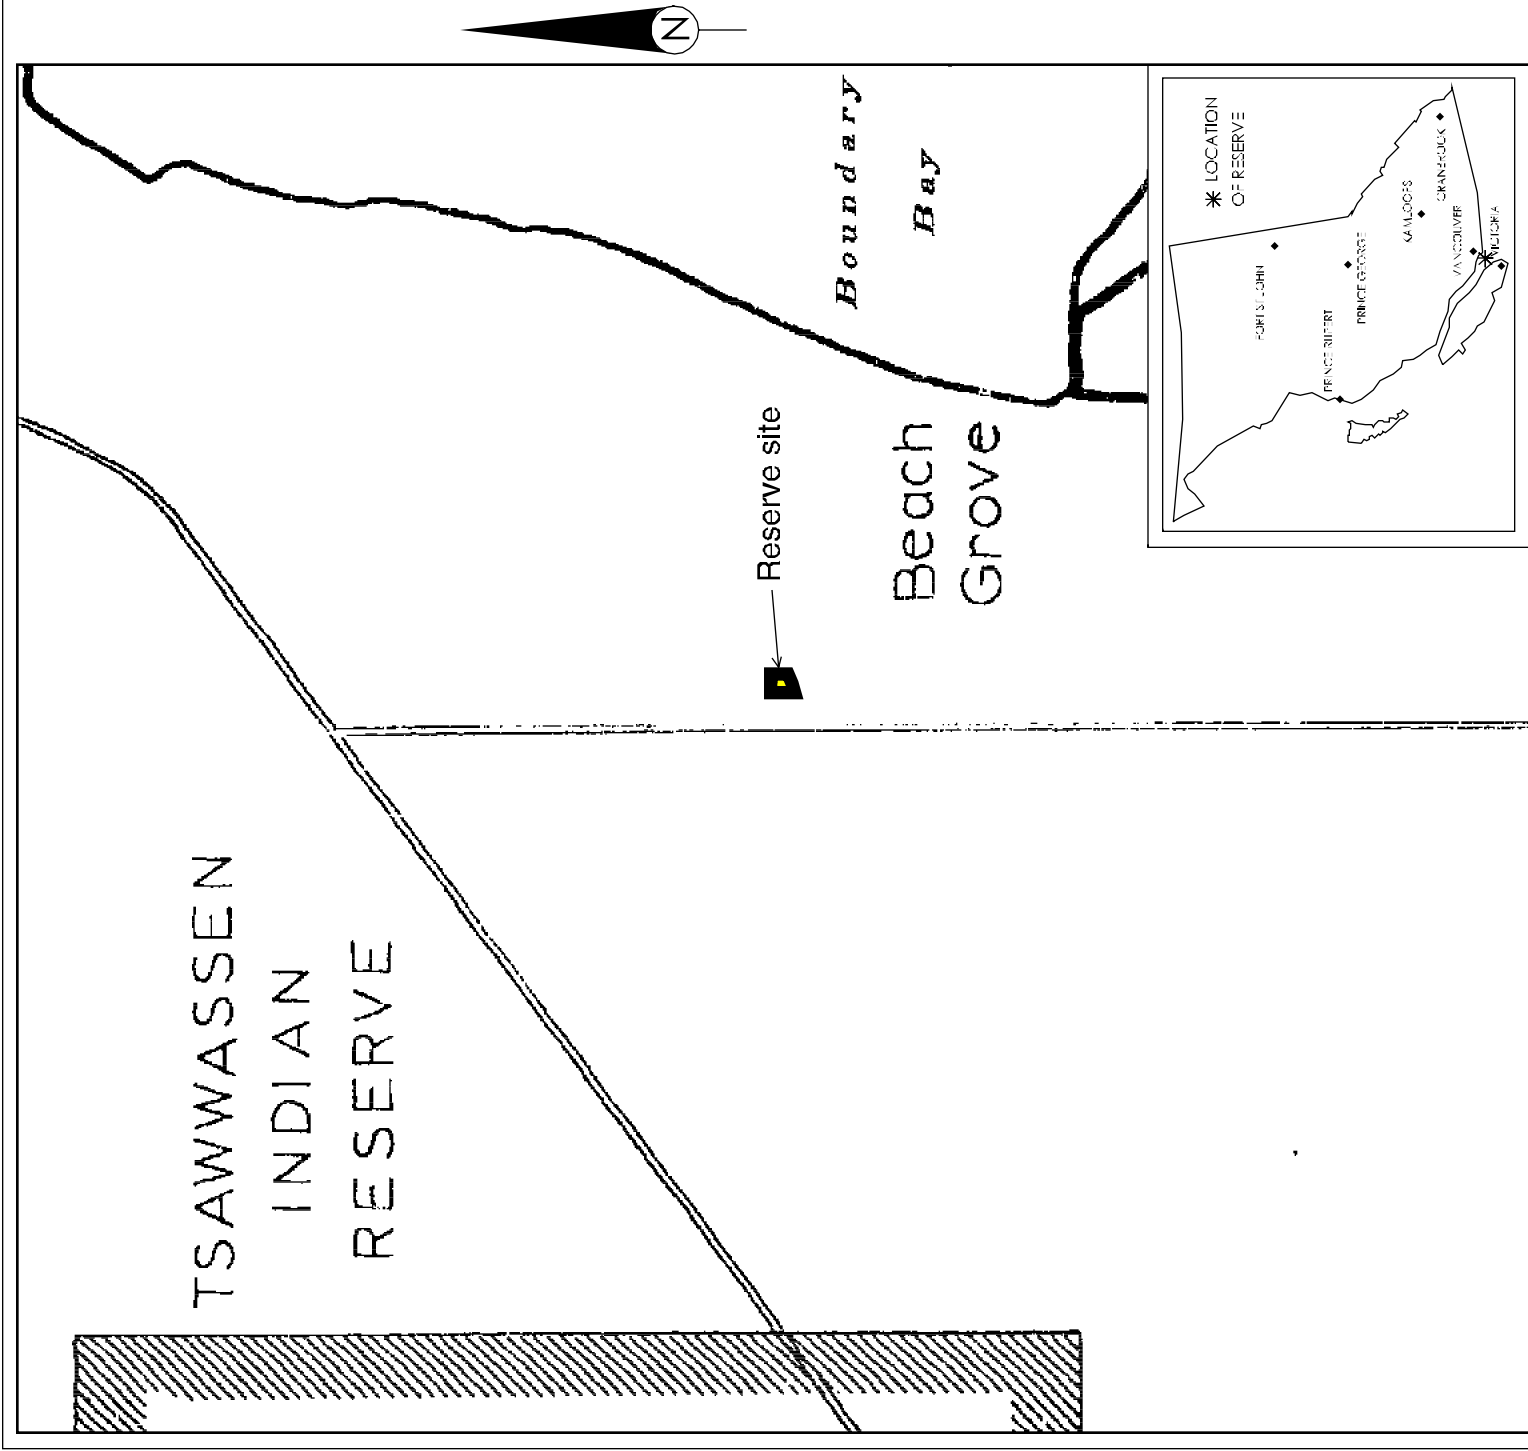 N
Boundary
Bay
Reserve site
Beach
Grove
TSAWWASSEN
INDIAN
RESERVE
LOCATION
OF RESERVE
FORT ST. JOHN
PRINCE RUPERT
PRINCE GEORGE
KAMLOOPS
CRANBROOK
VANCOUVER
VICTORIA